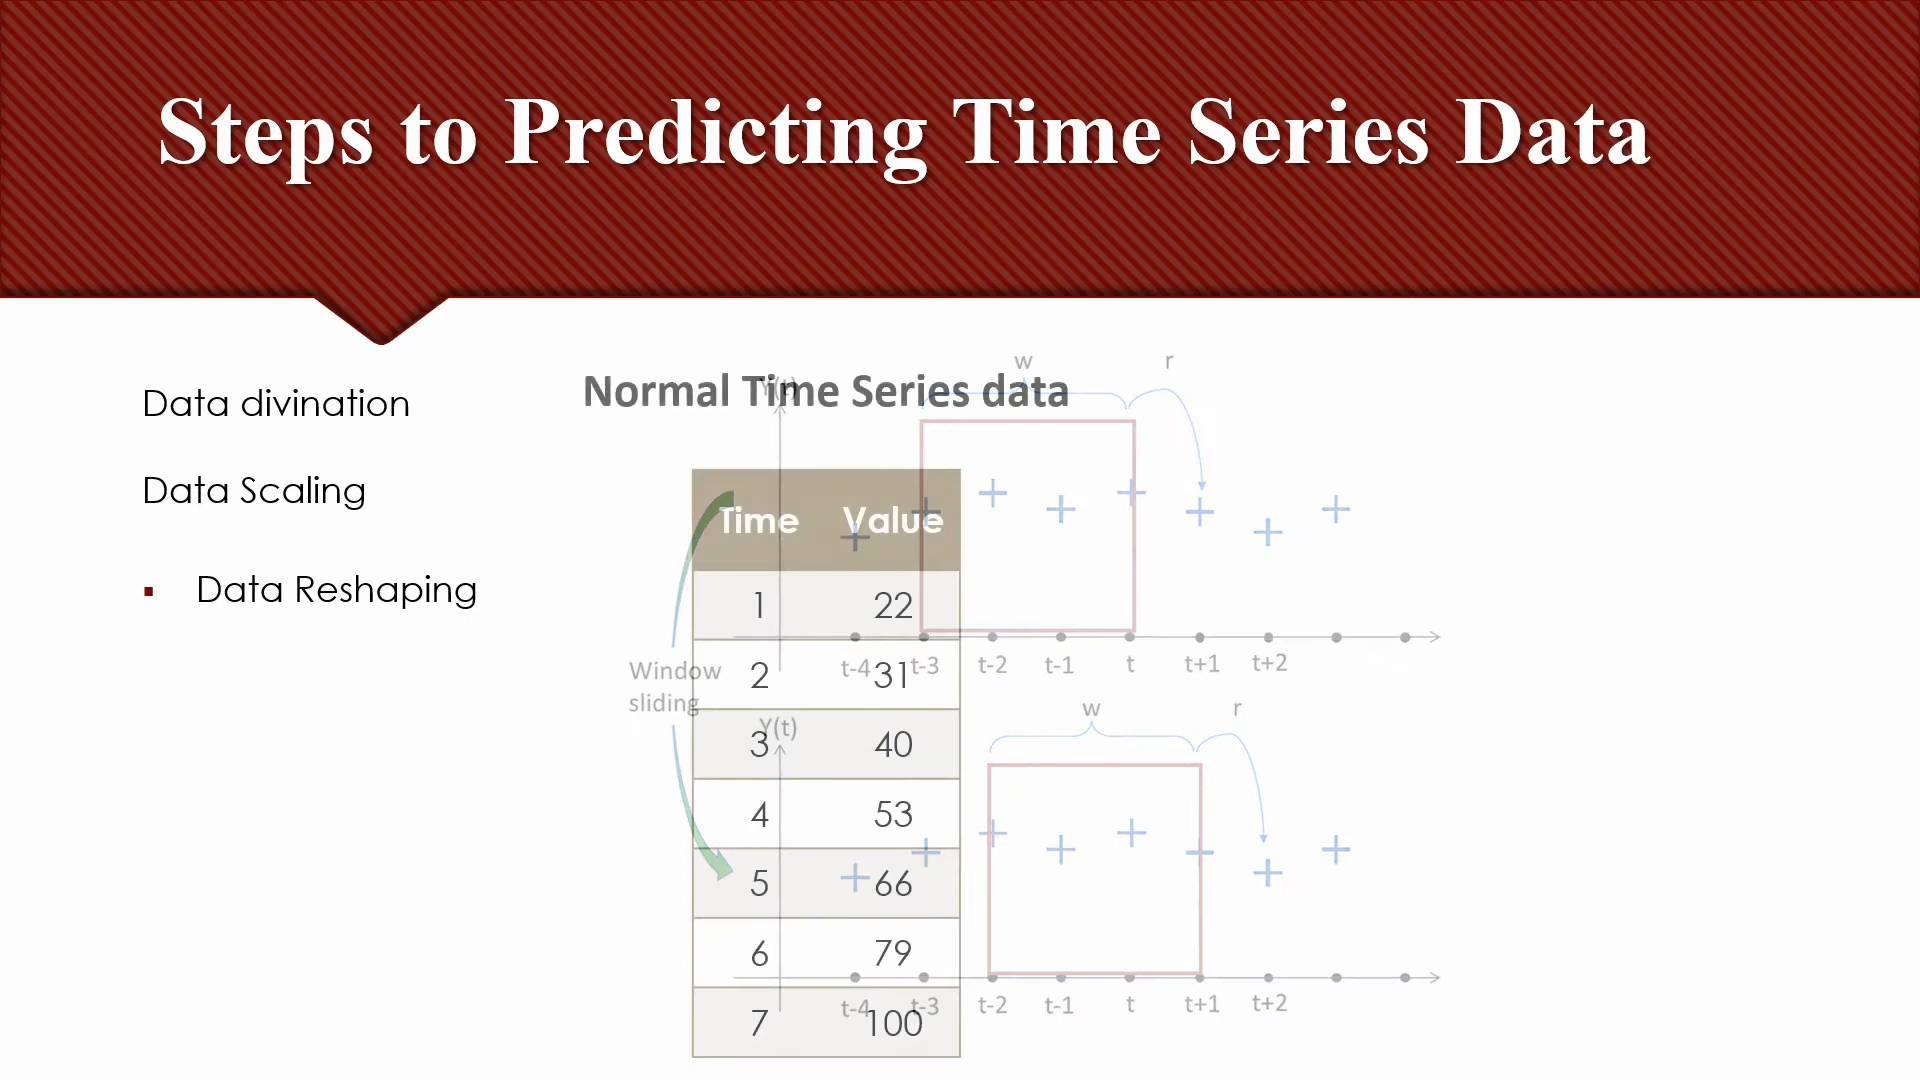 Steps to Predicting Time Series Data
Data divination
Data Scaling
▪ Data Reshaping
Normal Time Series data
Time Value
1 22
2 31
3 40
4 53
5 66
6 79
7 100
Window
sliding
Y(t)
w r
t-4 t-3 t-2 t-1 t t+1 t+2
Y(t)
w r
t-4 t-3 t-2 t-1 t t+1 t+2